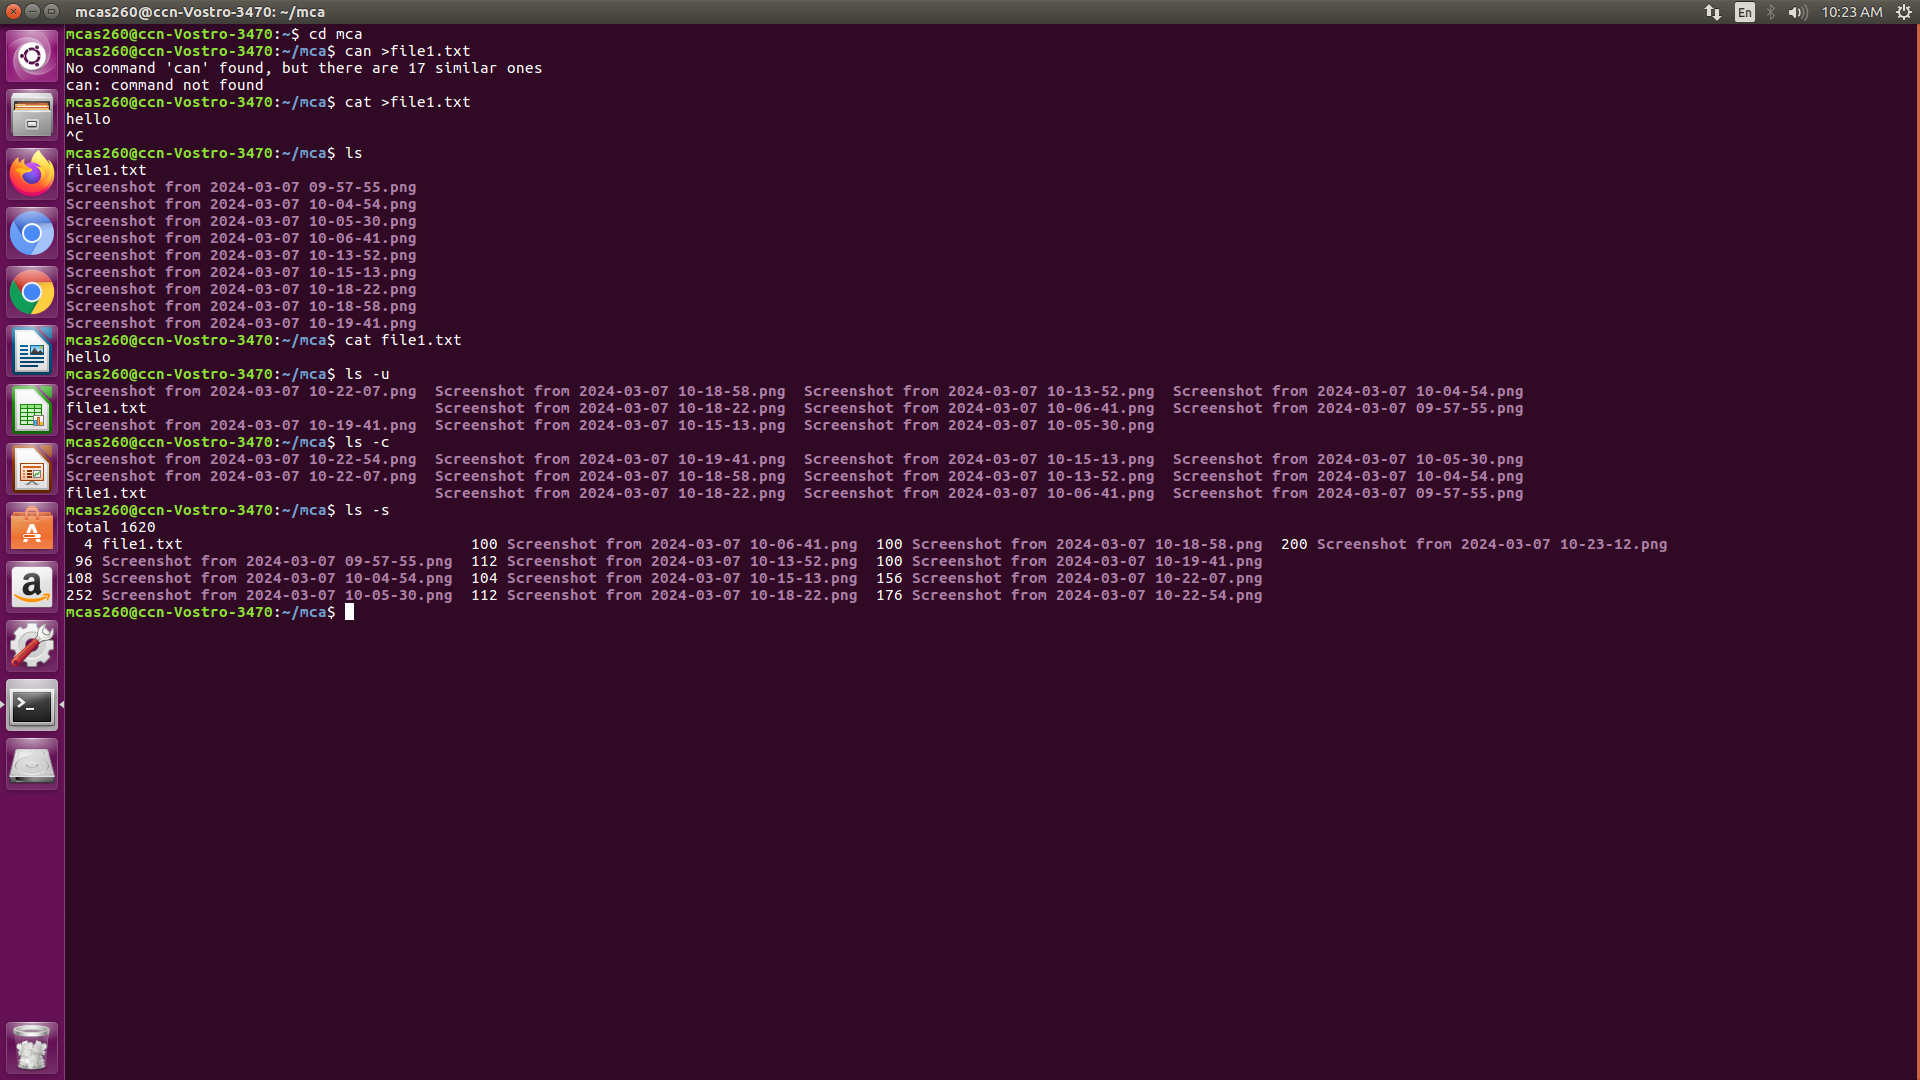 mcas260@ccn-Vostro-3470: ~/mca
En
10:23 AM
mcas260@ccn-Vostro-3470:~$ cd mca
mcas260@ccn-Vostro-3470:~/mca$ can >file1.txt
No command 'can' found, but there are 17 similar ones
can: command not found
mcas260@ccn-Vostro-3470:~/mca$ cat >file1.txt
hello
^C
mcas260@ccn-Vostro-3470:~/mca$ ls
file1.txt
Screenshot from 2024-03-07 09-57-55.png
Screenshot from 2024-03-07 10-04-54.png
Screenshot from 2024-03-07 10-05-30.png
Screenshot from 2024-03-07 10-06-41.png
Screenshot from 2024-03-07 10-13-52.png
Screenshot from 2024-03-07 10-15-13.png
Screenshot from 2024-03-07 10-18-22.png
Screenshot from 2024-03-07 10-18-58.png
Screenshot from 2024-03-07 10-19-41.png
mcas260@ccn-Vostro-3470:~/mca$ cat file1.txt
hello
mcas260@ccn-Vostro-3470:~/mca$ ls -u
Screenshot from 2024-03-07 10-22-07.png  Screenshot from 2024-03-07 10-18-58.png  Screenshot from 2024-03-07 10-13-52.png  Screenshot from 2024-03-07 10-04-54.png
file1.txt                                Screenshot from 2024-03-07 10-18-22.png  Screenshot from 2024-03-07 10-06-41.png  Screenshot from 2024-03-07 09-57-55.png
Screenshot from 2024-03-07 10-19-41.png  Screenshot from 2024-03-07 10-15-13.png  Screenshot from 2024-03-07 10-05-30.png
mcas260@ccn-Vostro-3470:~/mca$ ls -c
Screenshot from 2024-03-07 10-22-54.png  Screenshot from 2024-03-07 10-19-41.png  Screenshot from 2024-03-07 10-15-13.png  Screenshot from 2024-03-07 10-05-30.png
Screenshot from 2024-03-07 10-22-07.png  Screenshot from 2024-03-07 10-18-58.png  Screenshot from 2024-03-07 10-13-52.png  Screenshot from 2024-03-07 10-04-54.png
file1.txt                                Screenshot from 2024-03-07 10-18-22.png  Screenshot from 2024-03-07 10-06-41.png  Screenshot from 2024-03-07 09-57-55.png
mcas260@ccn-Vostro-3470:~/mca$ ls -s
total 1620
  4 file1.txt                                100 Screenshot from 2024-03-07 10-06-41.png  100 Screenshot from 2024-03-07 10-18-58.png  200 Screenshot from 2024-03-07 10-23-12.png
 96 Screenshot from 2024-03-07 09-57-55.png  112 Screenshot from 2024-03-07 10-13-52.png  100 Screenshot from 2024-03-07 10-19-41.png
108 Screenshot from 2024-03-07 10-04-54.png  104 Screenshot from 2024-03-07 10-15-13.png  156 Screenshot from 2024-03-07 10-22-07.png
252 Screenshot from 2024-03-07 10-05-30.png  112 Screenshot from 2024-03-07 10-18-22.png  176 Screenshot from 2024-03-07 10-22-54.png
mcas260@ccn-Vostro-3470:~/mca$